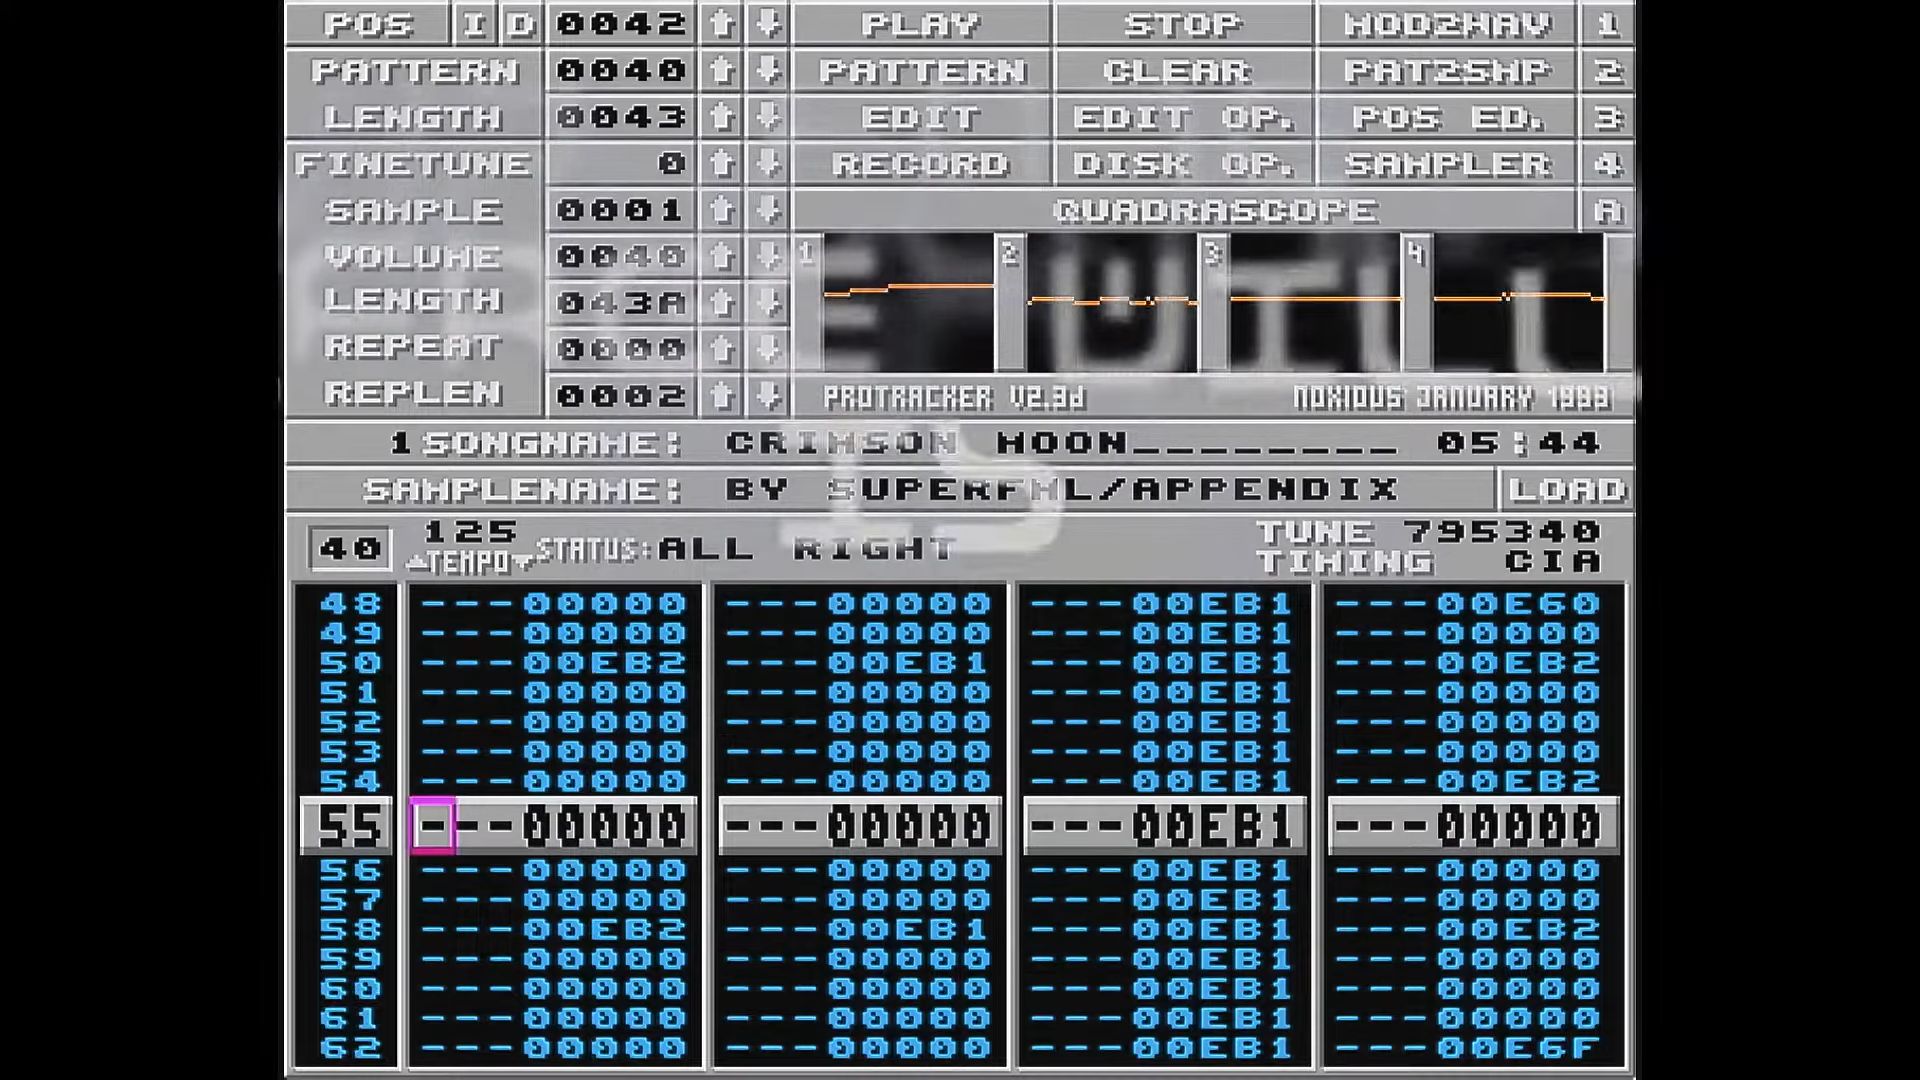 POS I D 0042 PLAY STOP MOD2WAV 1
PATTERN 0040 PATTERN CLEAR PAT2SMP 2
LENGTH 0043 EDIT EDIT OP. POS ED. 3
FINETUNE 0 RECORD DISK OP. SAMPLER 4
SAMPLE 0001 QUADRASCOPE A
VOLUME 0040 1 2 3 4
LENGTH 043A
REPEAT 0000
REPLEN 0002 PROTRACKER V2.3d NOXIOUS JANUARY 1993
1 SONGNAME: CRIMSON MOON________ 05:44
IS
SAMPLENAME: BY SUPERFML/APPENDIX LOAD
40 125 TEMPO STATUS: ALL RIGHT TUNE 795340
TIMING CIA
48 ---00000 ---00000 ---00EB1 ---00E60
49 ---00000 ---00000 ---00EB1 ---00000
50 ---00EB2 ---00EB1 ---00EB1 ---00EB2
51 ---00000 ---00000 ---00EB1 ---00000
52 ---00000 ---00000 ---00EB1 ---00000
53 ---00000 ---00000 ---00EB1 ---00000
54 ---00000 ---00000 ---00EB1 ---00EB2
55 ---00000 ---00000 ---00EB1 ---00000
56 ---00000 ---00000 ---00EB1 ---00000
57 ---00000 ---00000 ---00EB1 ---00000
58 ---00EB2 ---00EB1 ---00EB1 ---00EB2
59 ---00000 ---00000 ---00EB1 ---00000
60 ---00000 ---00000 ---00EB1 ---00000
61 ---00000 ---00000 ---00EB1 ---00000
62 ---00000 ---00000 ---00EB1 ---00E6F